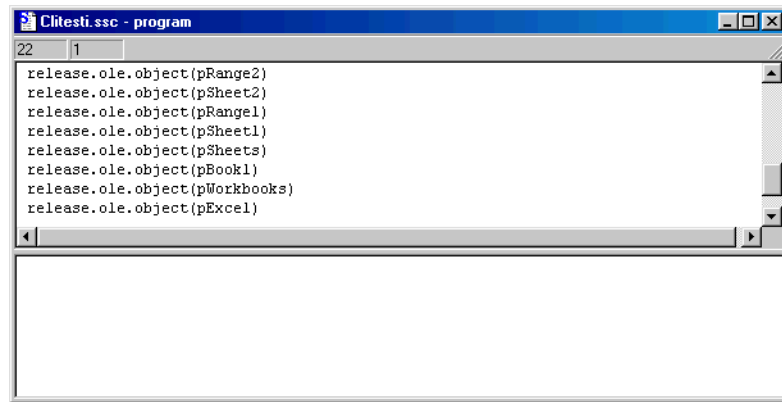 Clitesti.ssc - program
22 1
release.ole.object(pRange2)
release.ole.object(pSheet2)
release.ole.object(pRange1)
release.ole.object(pSheet1)
release.ole.object(pSheets)
release.ole.object(pBook1)
release.ole.object(pWorkbooks)
release.ole.object(pExcel)